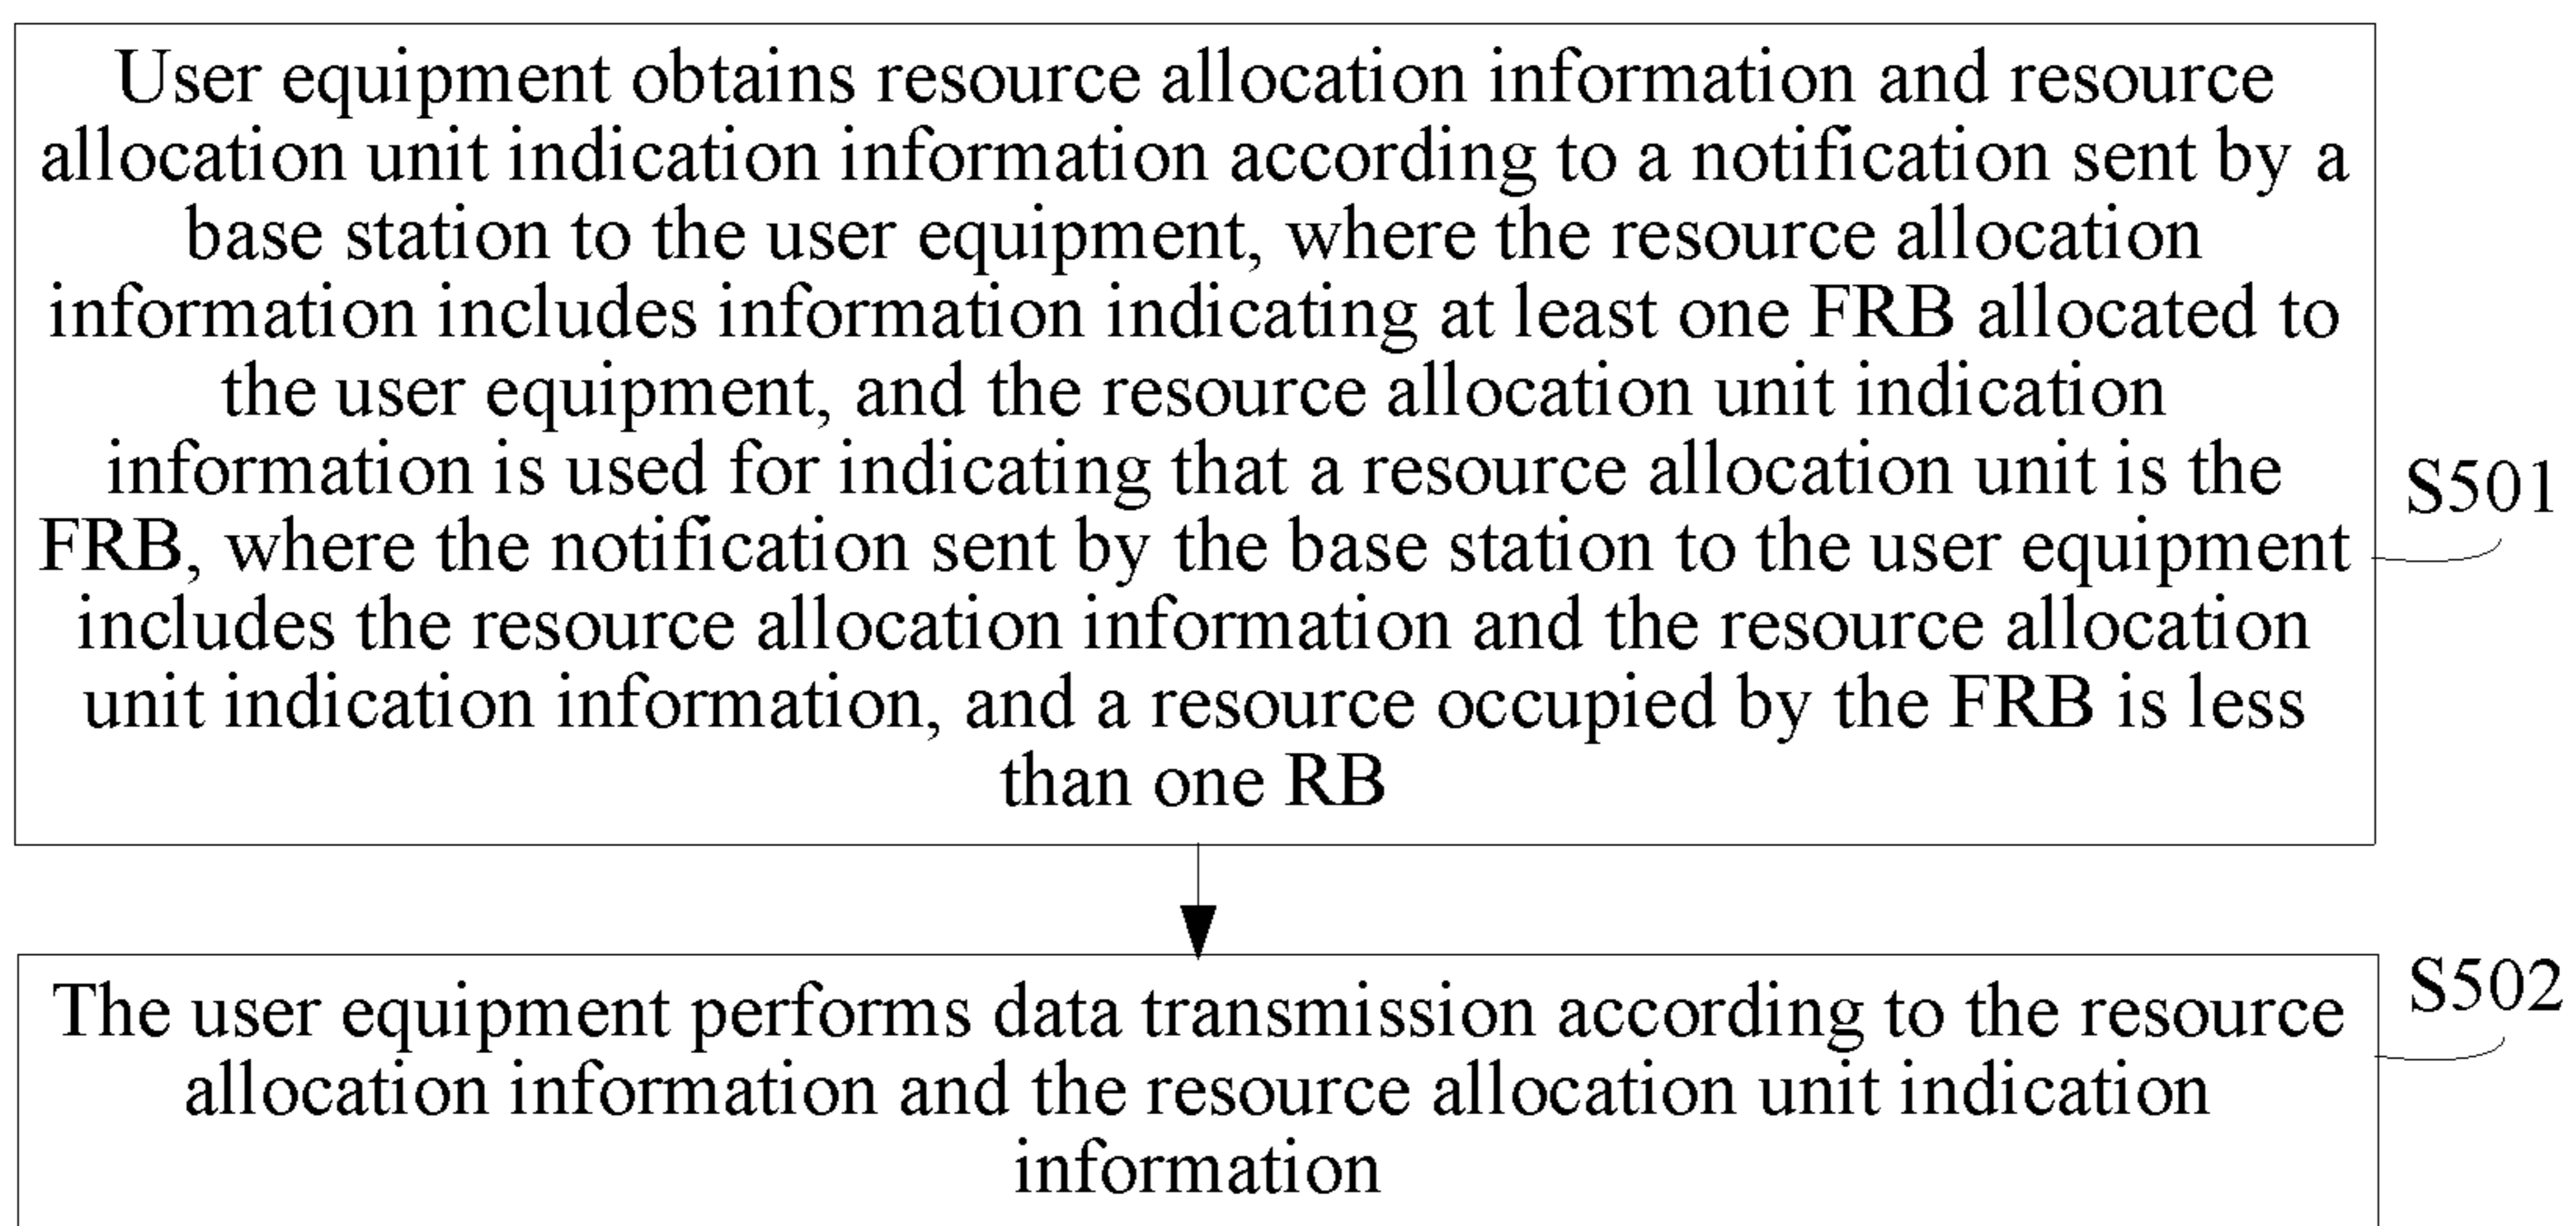 User equipment obtains resource allocation information and resource
allocation unit indication information according to a notification sent by a
base station to the user equipment, where the resource allocation
information includes information indicating at least one FRB allocated to
the user equipment, and the resource allocation unit indication
information is used for indicating that a resource allocation unit is the
FRB, where the notification sent by the base station to the user equipment
includes the resource allocation information and the resource allocation
unit indication information, and a resource occupied by the FRB is less
than one RB
S501
The user equipment performs data transmission according to the resource
allocation information and the resource allocation unit indication
information
S502